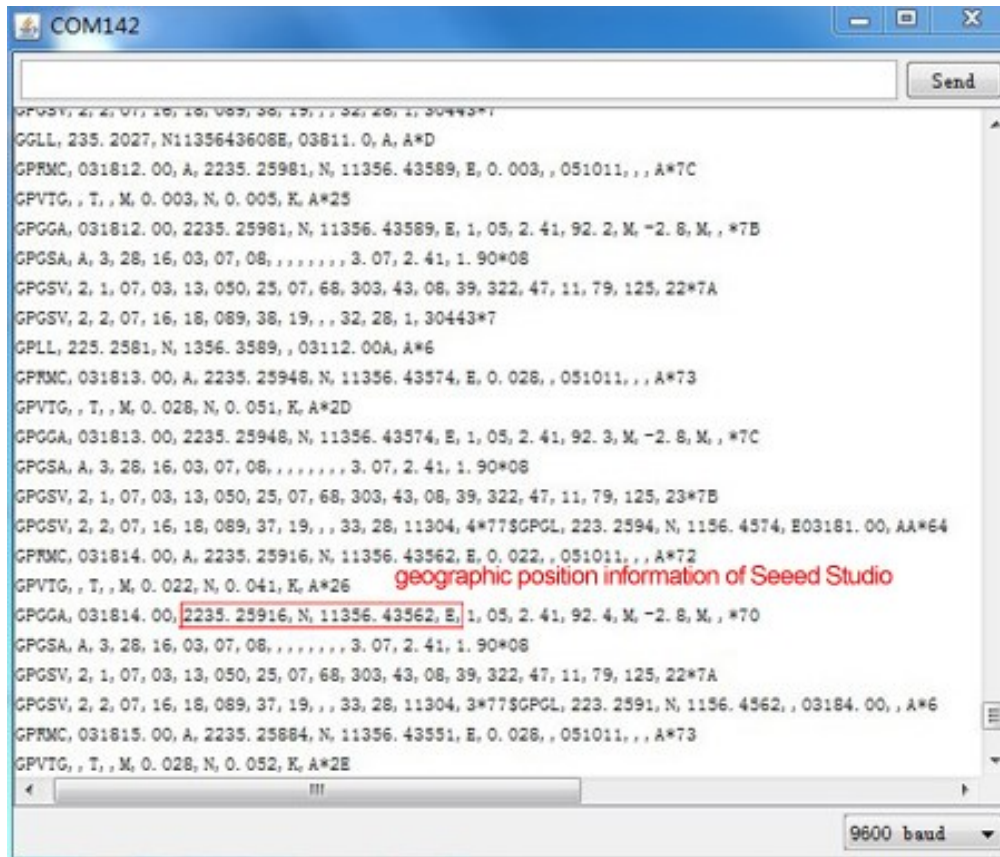 COM142
Send
GPGSV, 2, 2, 07, 16, 18, 089, 38, 19, , , 32, 28, 1, 30443*7
GGLL, 235. 2027, N1135643608E, 03811. 0, A, A*D
GPRMC, 031812. 00, A, 2235. 25981, N, 11356. 43589, E, 0. 003, , 051011, , , A*7C
GPVTG, , T, , M, 0. 003, N, 0. 005, K, A*25
GPGGA, 031812. 00, 2235. 25981, N, 11356. 43589, E, 1, 05, 2. 41, 92. 2, M, -2. 8, M, , *7B
GPGSA, A, 3, 28, 16, 03, 07, 08, , , , , , , , 3. 07, 2. 41, 1. 90*08
GPGSV, 2, 1, 07, 03, 13, 050, 25, 07, 68, 303, 43, 08, 39, 322, 47, 11, 79, 125, 22*7A
GPGSV, 2, 2, 07, 16, 18, 089, 38, 19, , , 32, 28, 1, 30443*7
GPLL, 225. 2581, N, 1356. 3589, , 03112. 00A, A*6
GPRMC, 031813. 00, A, 2235. 25948, N, 11356. 43574, E, 0. 028, , 051011, , , A*73
GPVTG, , T, , M, 0. 028, N, 0. 051, K, A*2D
GPGGA, 031813. 00, 2235. 25948, N, 11356. 43574, E, 1, 05, 2. 41, 92. 3, M, -2. 8, M, , *7C
GPGSA, A, 3, 28, 16, 03, 07, 08, , , , , , , , 3. 07, 2. 41, 1. 90*08
GPGSV, 2, 1, 07, 03, 13, 050, 25, 07, 68, 303, 43, 08, 39, 322, 47, 11, 79, 125, 23*7B
GPGSV, 2, 2, 07, 16, 18, 089, 37, 19, , , 33, 28, 11304, 4*77$GPGL, 223. 2594, N, 1156. 4574, E03181. 00, AA*64
GPRMC, 031814. 00, A, 2235. 25916, N, 11356. 43562, E, 0. 022, , 051011, , , A*72
geographic position information of Seeed Studio
GPVTG, , T, , M, 0. 022, N, 0. 041, K, A*26
GPGGA, 031814. 00, 2235. 25916, N, 11356. 43562, E, 1, 05, 2. 41, 92. 4, M, -2. 8, M, , *70
GPGSA, A, 3, 28, 16, 03, 07, 08, , , , , , , , 3. 07, 2. 41, 1. 90*08
GPGSV, 2, 1, 07, 03, 13, 050, 25, 07, 68, 303, 43, 08, 39, 322, 47, 11, 79, 125, 22*7A
GPGSV, 2, 2, 07, 16, 18, 089, 37, 19, , , 33, 28, 11304, 3*77$GPGL, 223. 2591, N, 1156. 4562, , 03184. 00, , A*6
GPRMC, 031815. 00, A, 2235. 25884, N, 11356. 43551, E, 0. 028, , 051011, , , A*73
GPVTG, , T, , M, 0. 028, N, 0. 052, K, A*2E
9600 baud